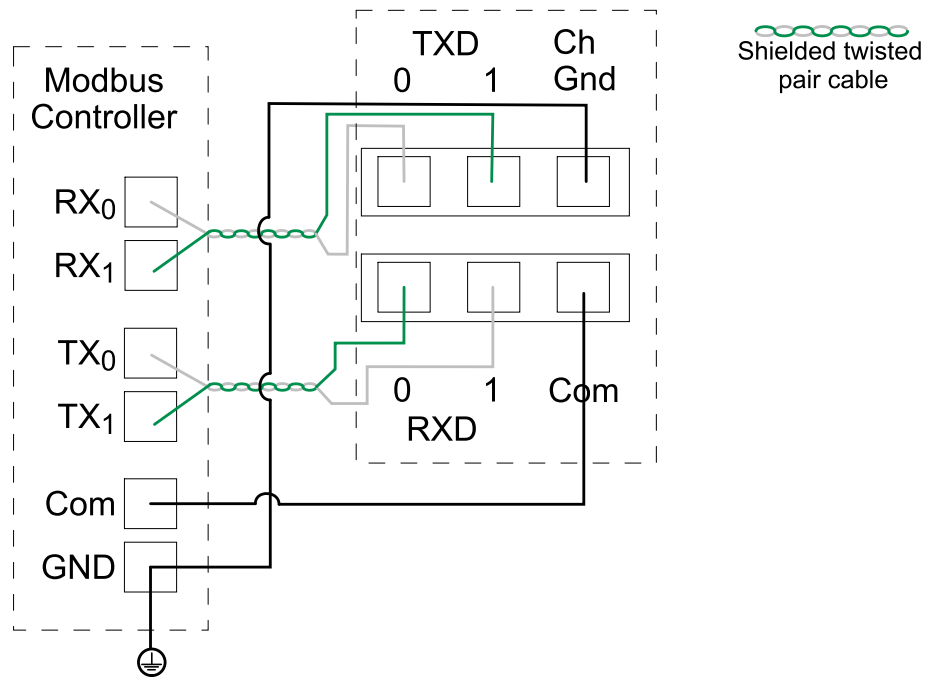 Modbus
Controller
RX0
RX1
TX0
TX1
Com
GND
TXD
0 1
Ch
Gnd
0 1
Com
RXD
Shielded twisted
pair cable